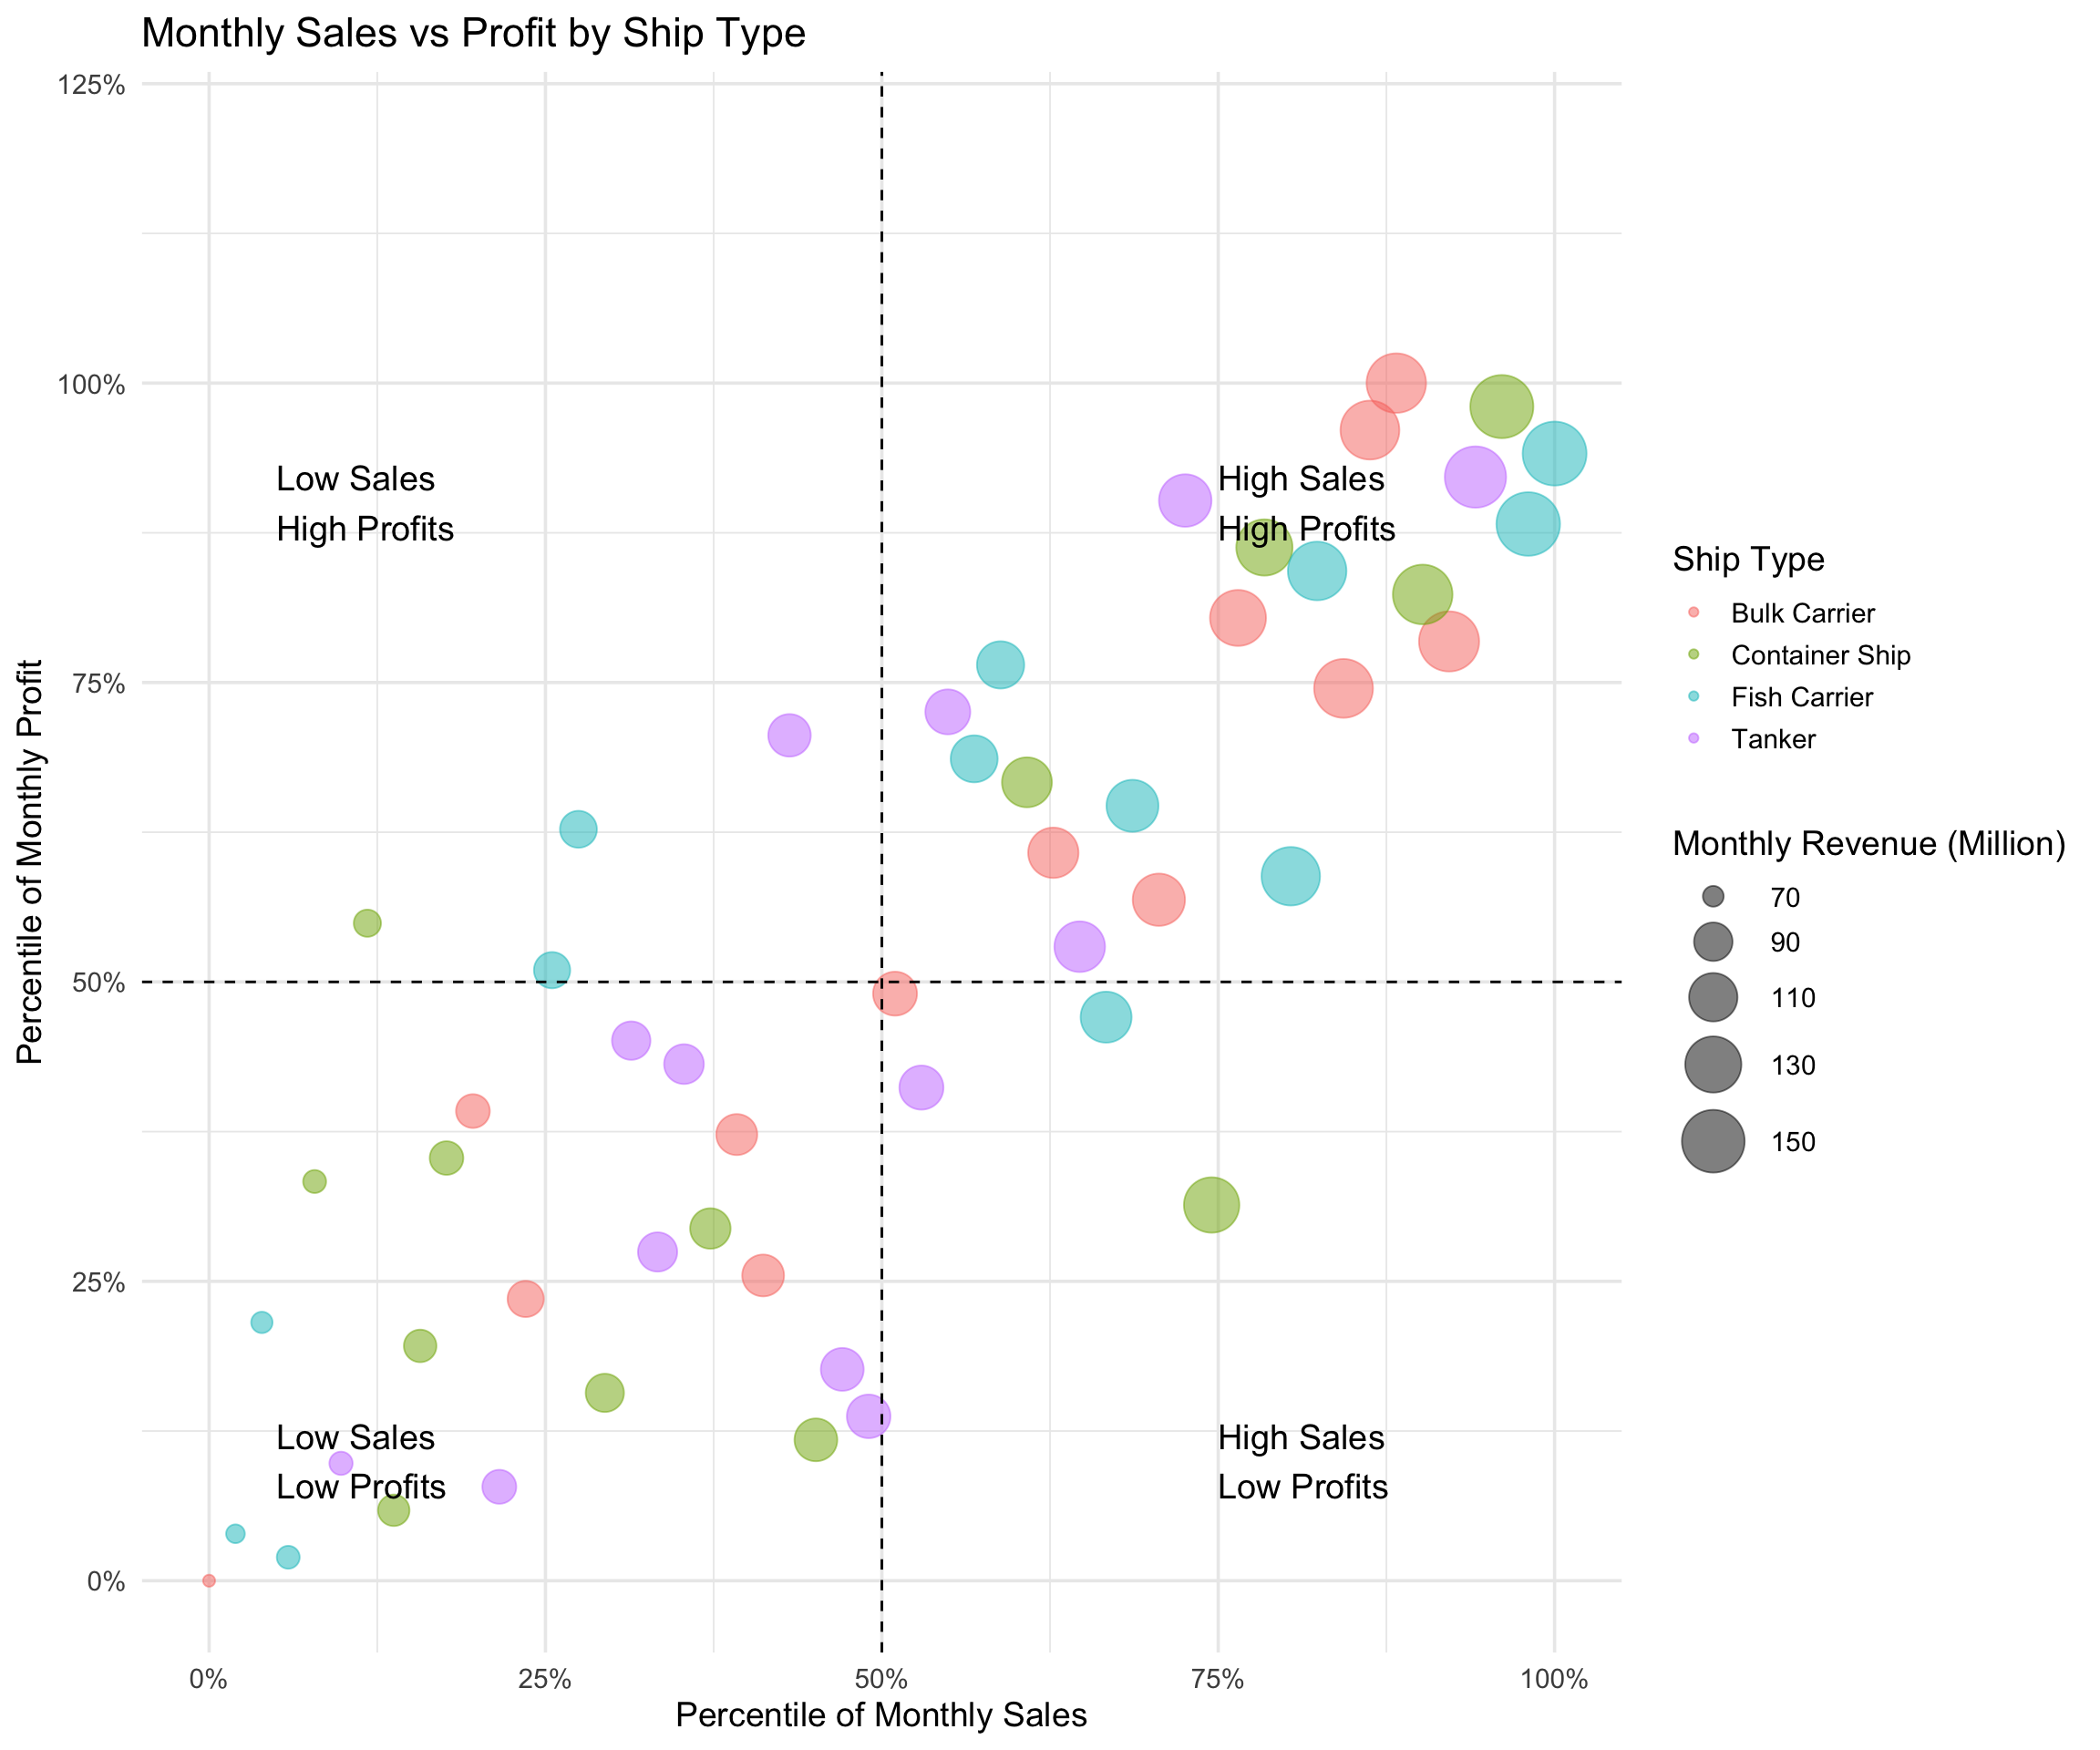 Monthly Sales vs Profit by Ship Type
125%
100%
75%
50%
25%
0%
Percentile of Monthly Profit
Low Sales
High Profits
High Sales
High Profits
Low Sales
Low Profits
High Sales
Low Profits
0%
25%
50%
75%
100%
Percentile of Monthly Sales
Ship Type
Bulk Carrier
Container Ship
Fish Carrier
Tanker
Monthly Revenue (Million)
70
90
110
130
150